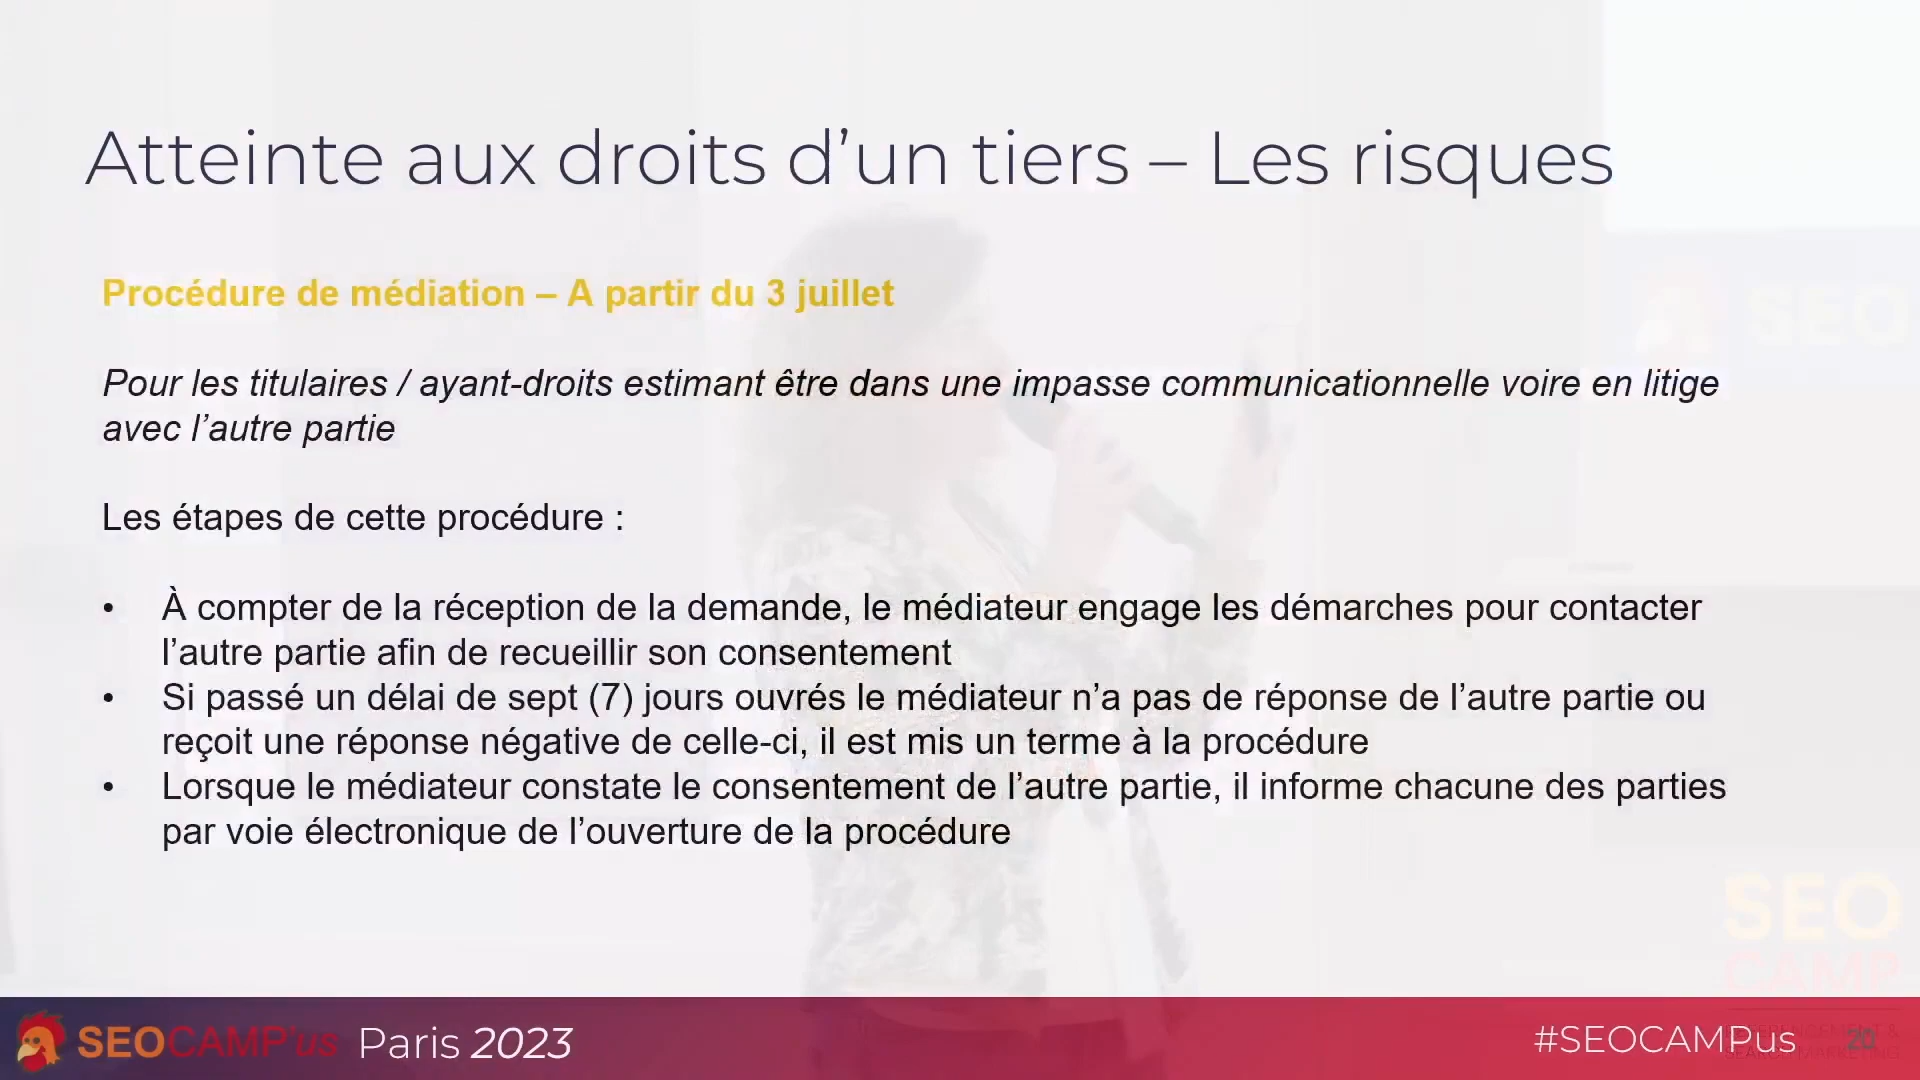 Atteinte aux droits d’un tiers – Les risques
Procédure de médiation – A partir du 3 juillet
Pour les titulaires / ayant-droits estimant être dans une impasse communicationnelle voire en litige
avec l’autre partie
Les étapes de cette procédure :
• À compter de la réception de la demande, le médiateur engage les démarches pour contacter
l’autre partie afin de recueillir son consentement
• Si passé un délai de sept (7) jours ouvrés le médiateur n’a pas de réponse de l’autre partie ou
reçoit une réponse négative de celle-ci, il est mis un terme à la procédure
• Lorsque le médiateur constate le consentement de l’autre partie, il informe chacune des parties
par voie électronique de l’ouverture de la procédure
SEO
SEO
CAMP
SEOCAMP'us Paris 2023
#SEOCAMPus
20